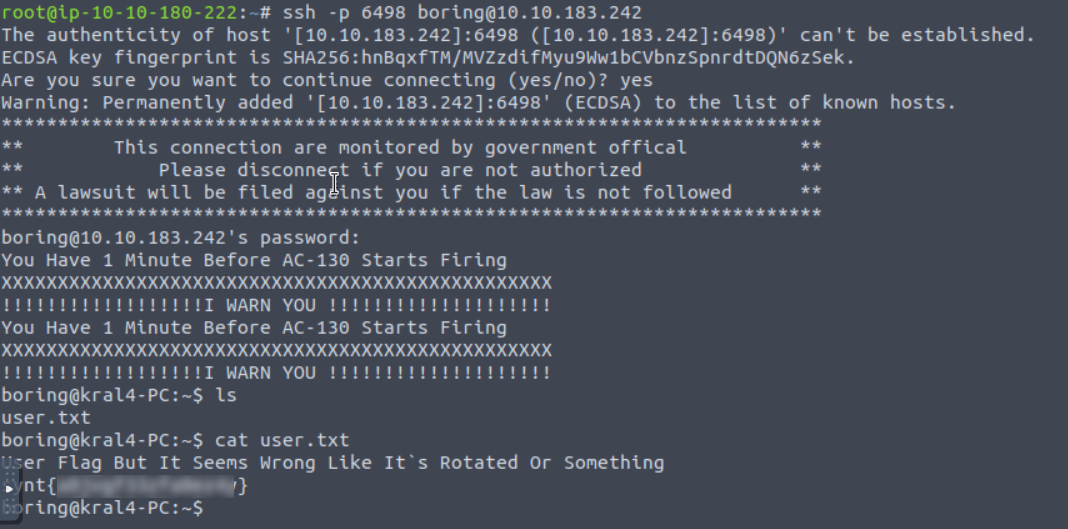 root@ip-10-10-180-222:~# ssh -p 6498 boring@10.10.183.242
The authenticity of host '[10.10.183.242]:6498 ([10.10.183.242]:6498)' can't be established.
ECDSA key fingerprint is SHA256:hnBqxfTM/MVZzdifMyu9Ww1bCVbnzSpnrdtDQN6zSek.
Are you sure you want to continue connecting (yes/no)? yes
Warning: Permanently added '[10.10.183.242]:6498' (ECDSA) to the list of known hosts.
*************************************************************************
** This connection are monitored by government offical **
** Please disconnect if you are not authorized **
** A lawsuit will be filed against you if the law is not followed **
*************************************************************************
boring@10.10.183.242's password:
You Have 1 Minute Before AC-130 Starts Firing
XXXXXXXXXXXXXXXXXXXXXXXXXXXXXXXXXXXXXXXXXXXXXXXXX
!!!!!!!!!!!!!!!!!!I WARN YOU !!!!!!!!!!!!!!!!!!!!
You Have 1 Minute Before AC-130 Starts Firing
XXXXXXXXXXXXXXXXXXXXXXXXXXXXXXXXXXXXXXXXXXXXXXXXX
!!!!!!!!!!!!!!!!!!I WARN YOU !!!!!!!!!!!!!!!!!!!!
boring@kral4-PC:~$ ls
user.txt
boring@kral4-PC:~$ cat user.txt
User Flag But It Seems Wrong Like It`s Rotated Or Something
boring@kral4-PC:~$